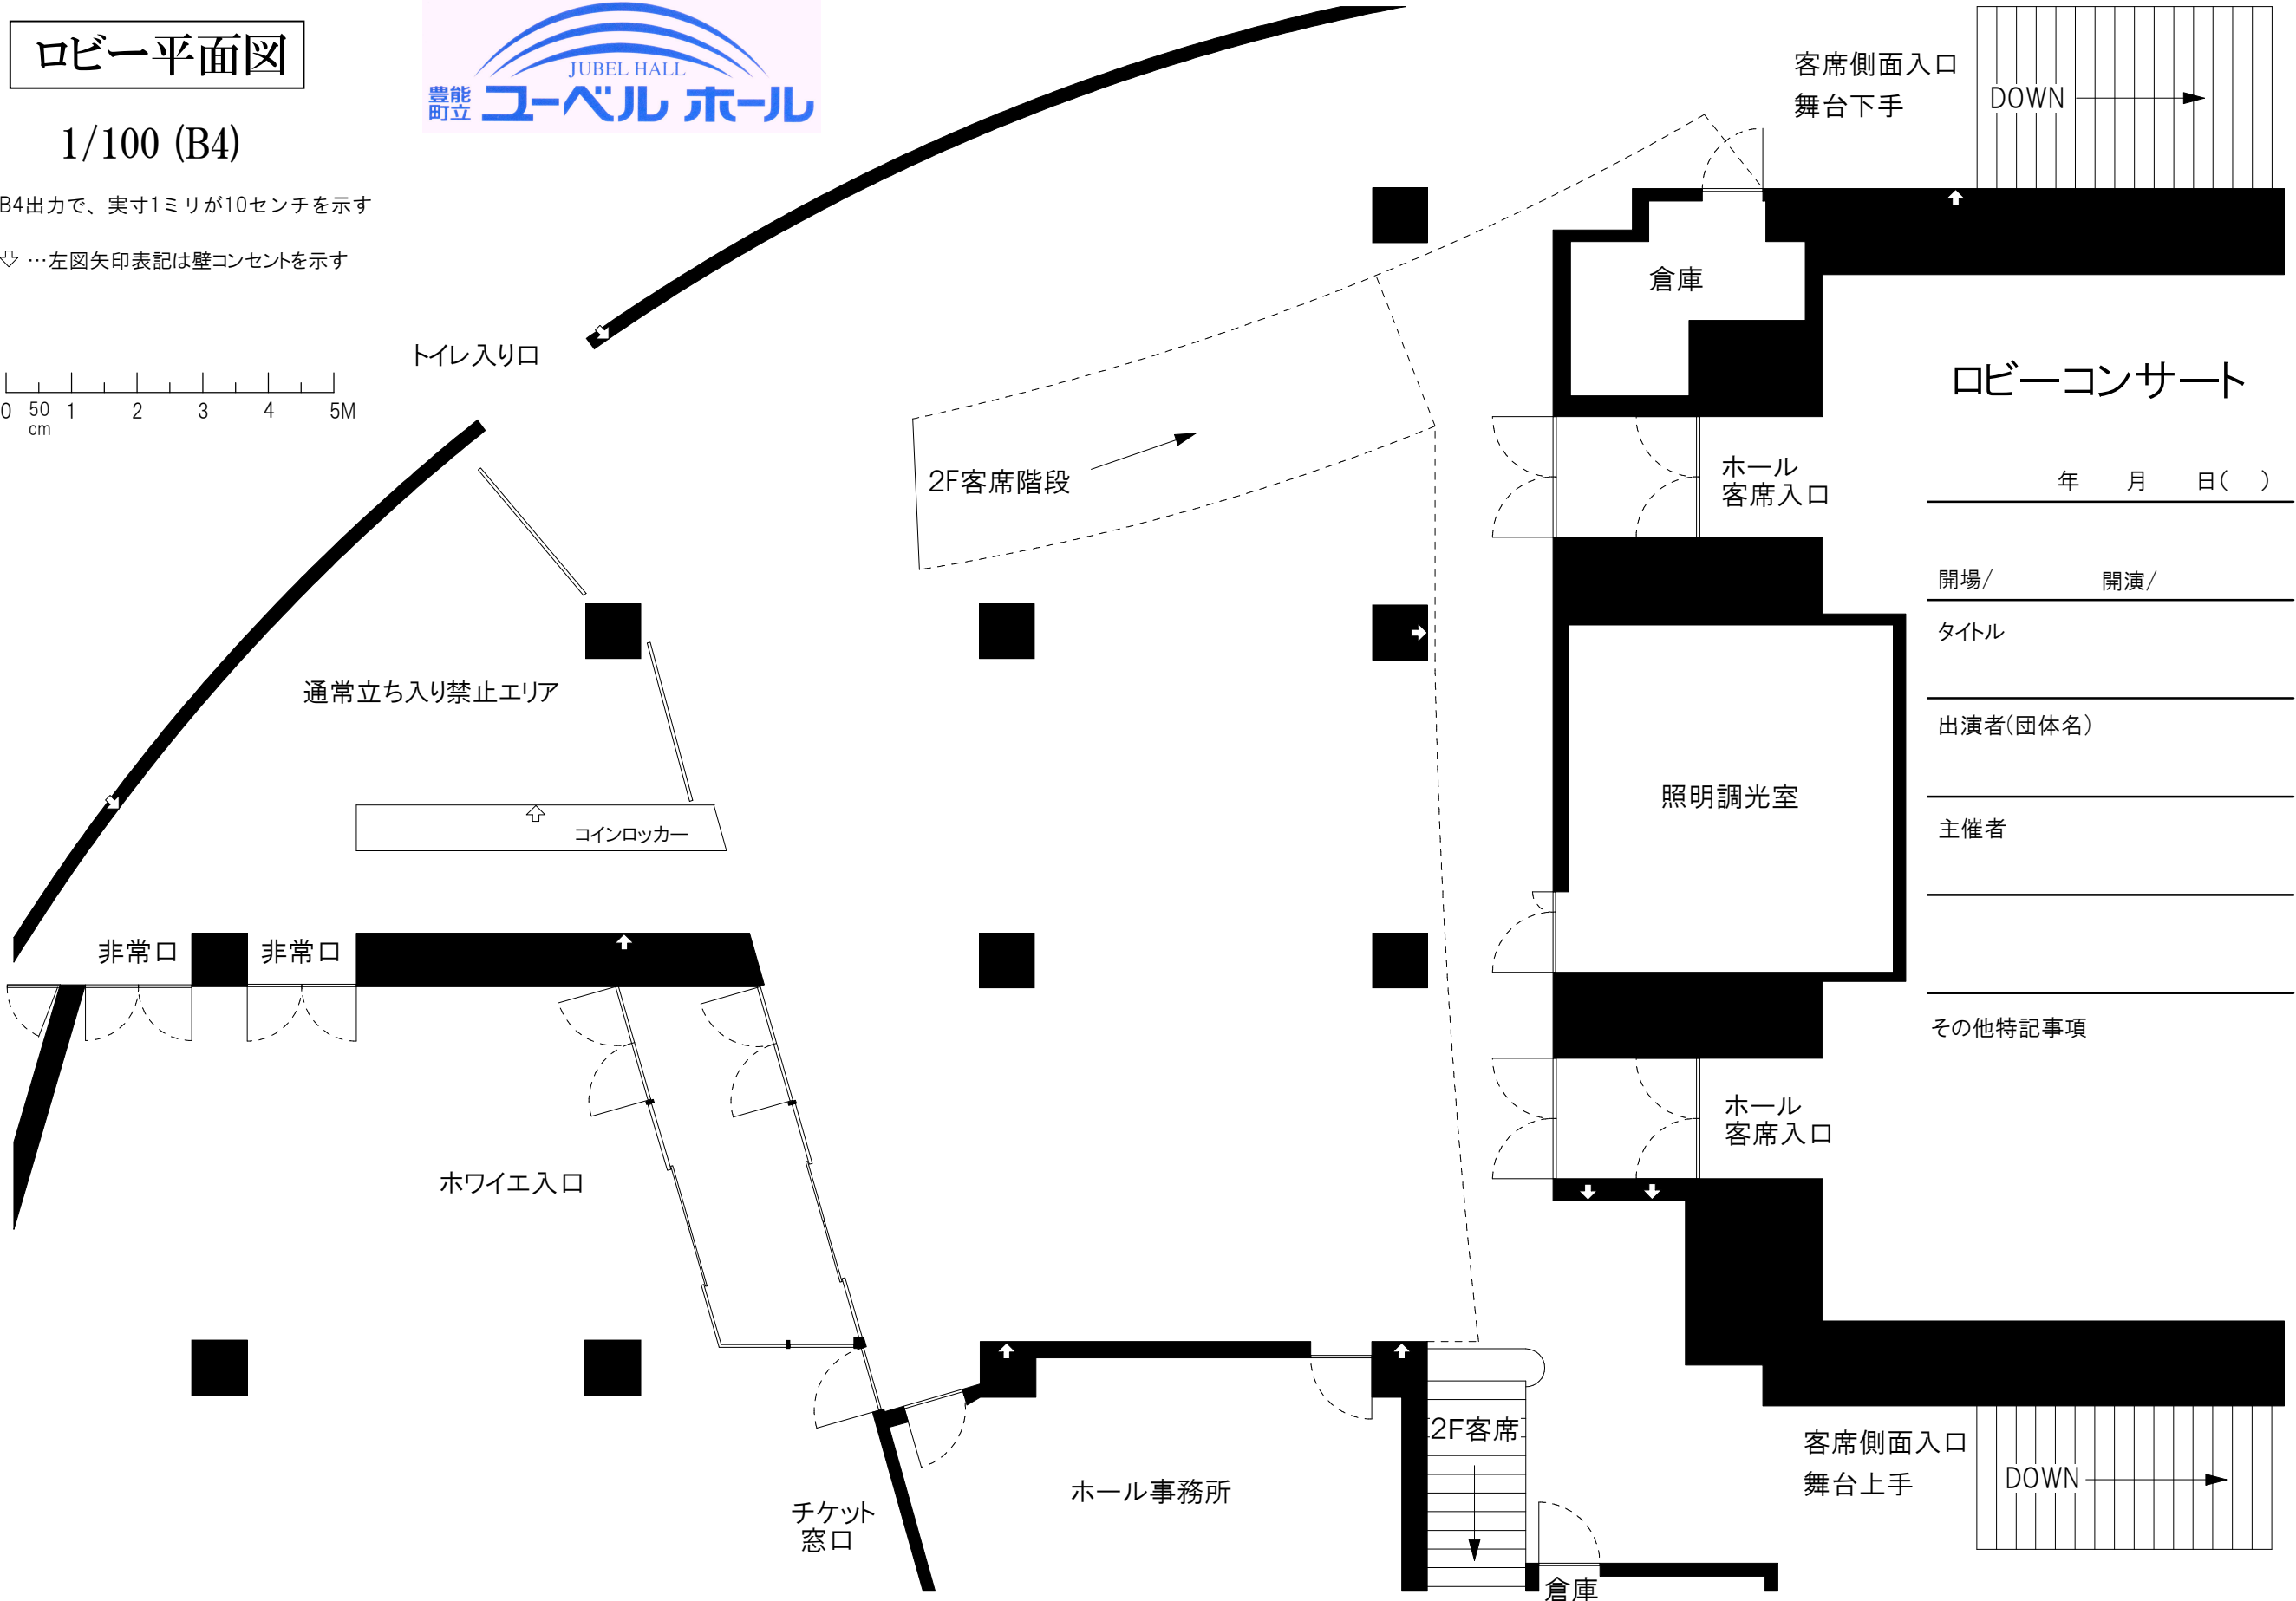 ロビー平面図
1/100 (B4)
B4出力で、実寸1ミリが10センチを示す
…左図矢印表記は壁コンセントを示す
0 50 cm 1 2 3 4 5M
JUBEL HALL
豊能町立 ユーベル ホール
トイレ入り口
客席側面入口
舞台下手
DOWN
倉庫
ロビーコンサート
2F客席階段
ホール
客席入口
年 月 日( )
開場/ 開演/
タイトル
通常立ち入り禁止エリア
出演者(団体名)
照明調光室
コインロッカー
主催者
非常口
非常口
その他特記事項
ホール
客席入口
ホワイエ入口
2F客席
客席側面入口
舞台上手
DOWN
ホール事務所
チケット
窓口
倉庫